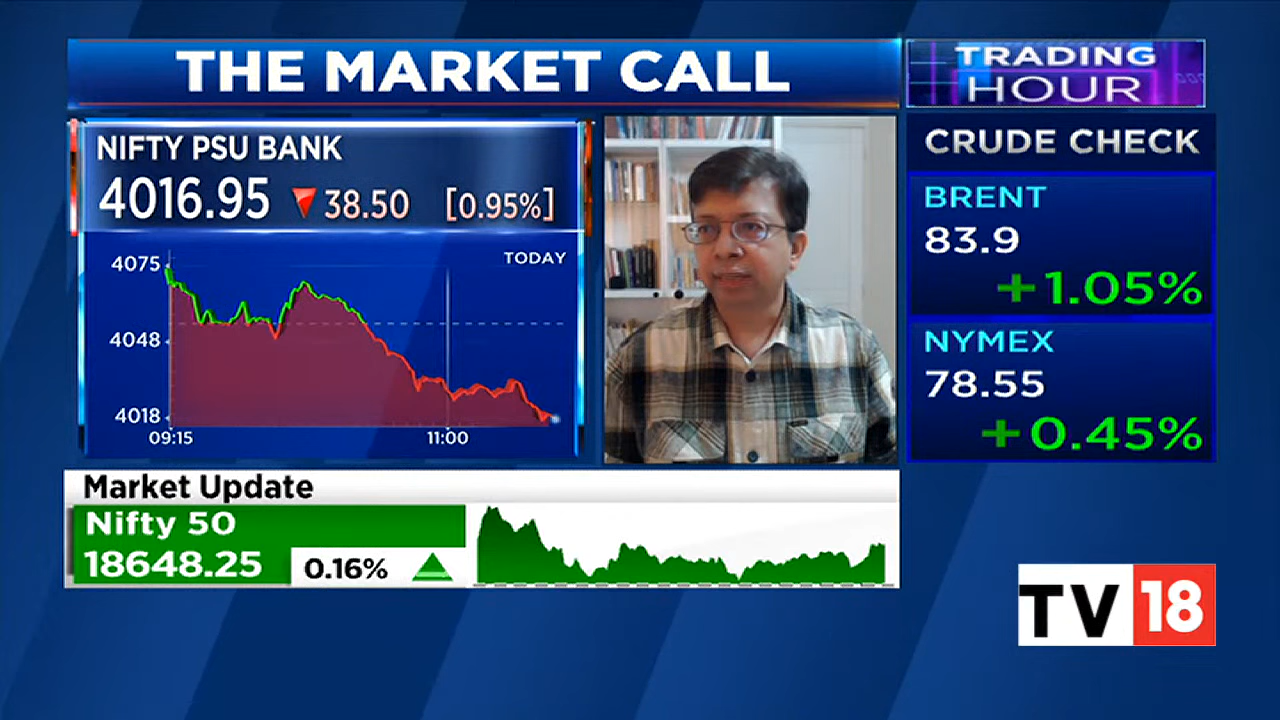 THE MARKET CALL
TRADING
HOUR
NIFTY PSU BANK
4016.95 ▼38.50 [0.95%]
TODAY
4075
4048
4018
09:15 11:00
CRUDE CHECK
BRENT
83.9
+1.05%
NYMEX
78.55
+0.45%
Market Update
Nifty 50
18648.25 0.16% ▲
TV18